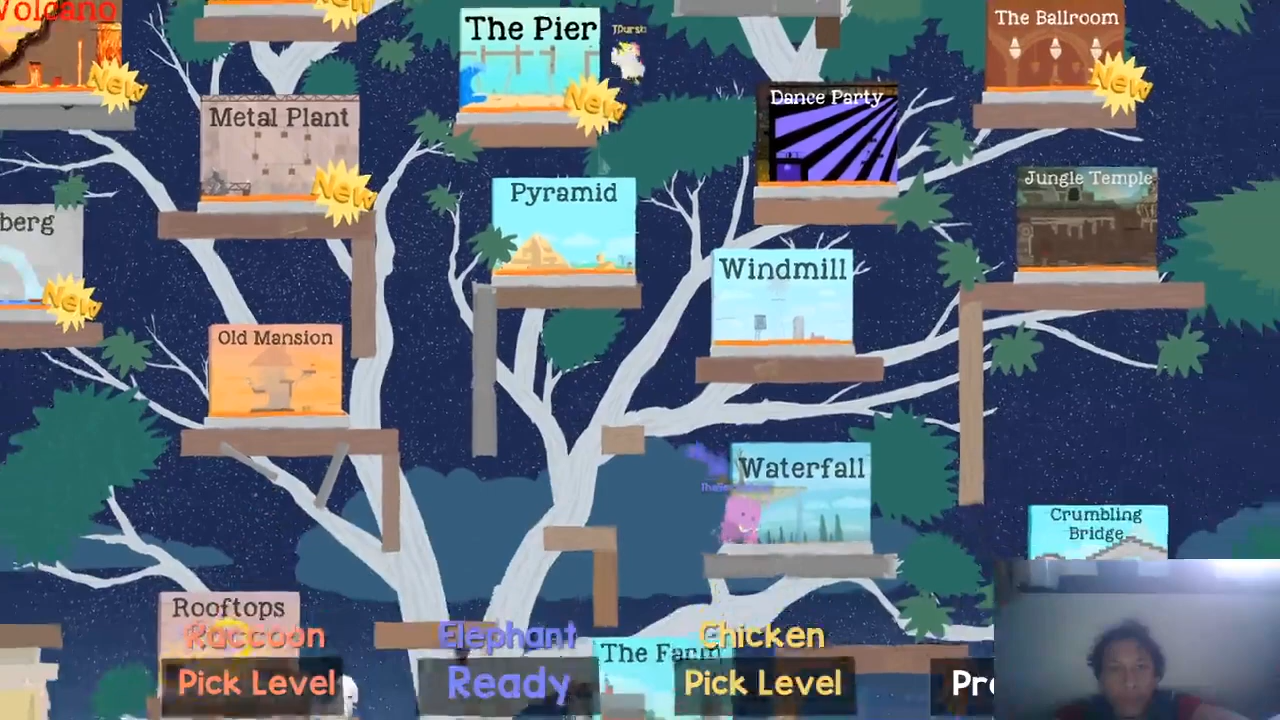 Volcano
New
The Pier
New
The Ballroom
New
Dance Party
Metal Plant
New
Jungle Temple
Pyramid
berg
New
Windmill
Old Mansion
Waterfall
Crumbling
Bridge
Rooftops
Raccoon
Pick Level
Elephant
Ready
The Farm
Chicken
Pick Level
New